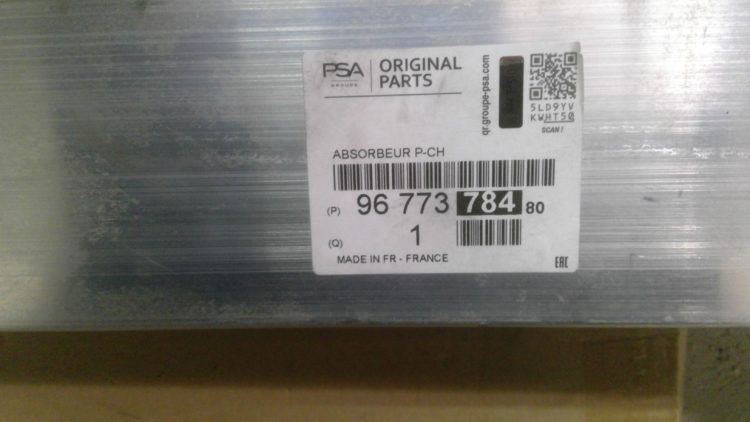 PSA
GROUPE
ORIGINAL
PARTS
qr.groupe-psa.com
5LD9YV
KWHT50
SCAN!
ABSORBEUR P-CH
(P) 96 773 784 80
(Q) 1
MADE IN FR - FRANCE
EAC